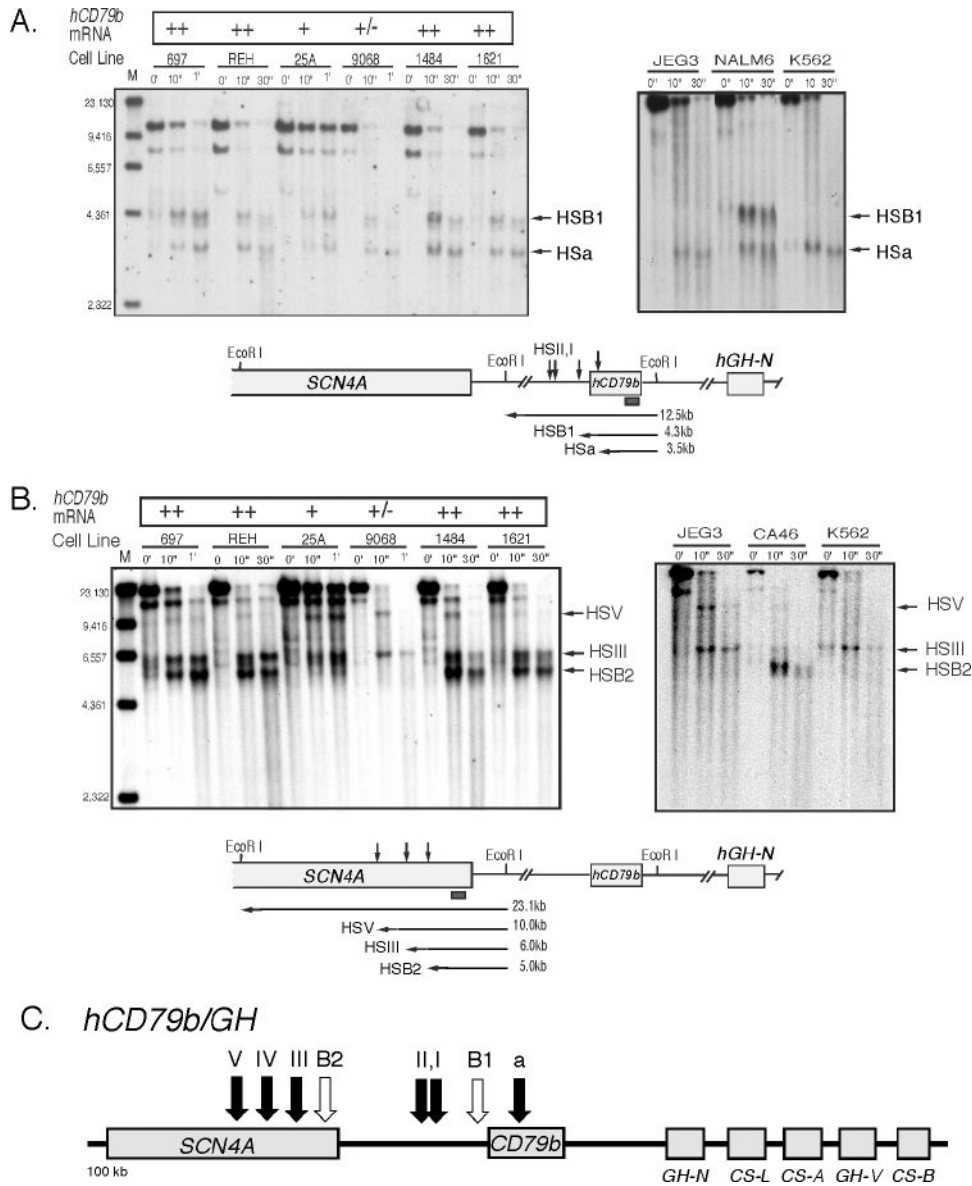 A.
hCD79b mRNA ++ ++ + +/- ++ ++
Cell Line 697 REH 25A 9068 1484 1621
M 0' 10" 1' 0' 10" 30" 0' 10" 1' 0' 10" 30" 0' 10" 30" 0' 10" 30"
23,130
9,416
6,557
4,361
2,322
HSB1
HSa
JEG3 NALM6 K562
0" 10" 30" 0" 10" 30" 0" 10 30"
HSB1
HSa
EcoR I EcoR I HSII,I EcoR I hGH-N
SCN4A hCD79b
12.5kb
HSB1 4.3kb
HSa 3.5kb
B.
hCD79b mRNA ++ ++ + +/- ++ ++
Cell Line 697 REH 25A 9068 1484 1621
M 0' 10" 1' 0' 10" 30" 0' 10" 1' 0' 10" 1' 0' 10" 30" 0' 10" 30"
23,130
9,416
6,557
4,361
2,322
HSV
HSIII
HSB2
JEG3 CA46 K562
0' 10" 30" 0' 10" 30" 0' 10" 30"
HSV
HSIII
HSB2
EcoR I EcoR I EcoR I hGH-N
SCN4A hCD79b
23.1kb
HSV 10.0kb
HSIII 6.0kb
HSB2 5.0kb
C. hCD79b/GH
V IV III B2 II,I B1 a
SCN4A CD79b
100 kb
GH-N CS-L CS-A GH-V CS-B